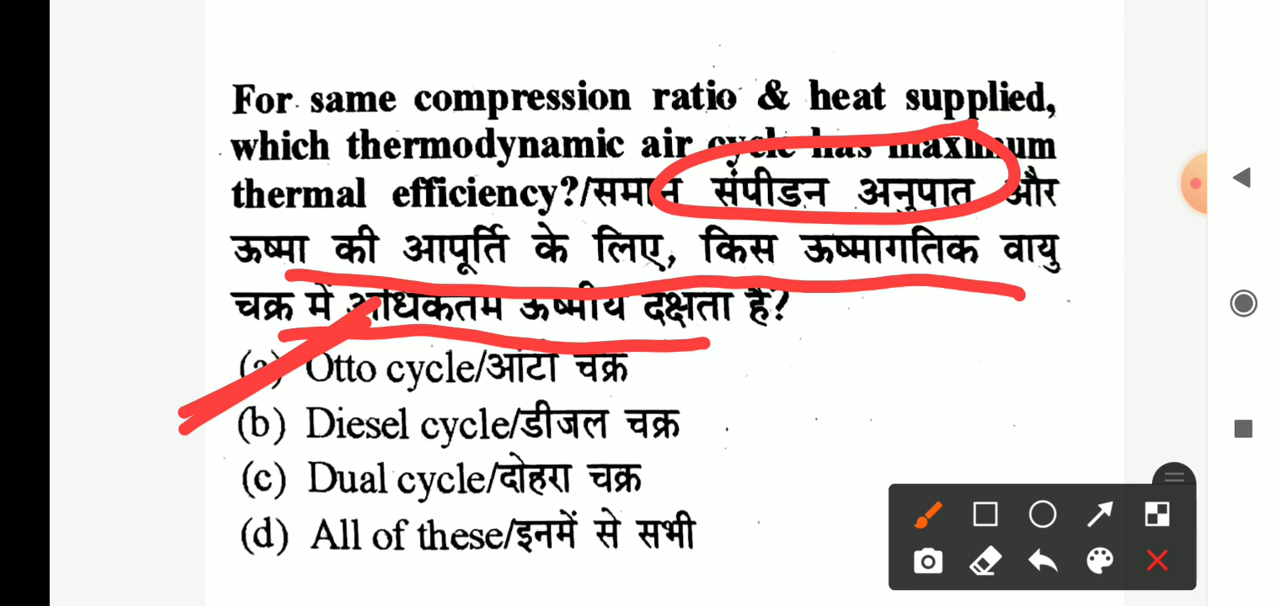 For same compression ratio & heat supplied,
which thermodynamic air cycle has maximum
thermal efficiency?/समान संपीडन अनुपात और
ऊष्मा की आपूर्ति के लिए, किस ऊष्मागतिक वायु
चक्र में अधिकतम ऊष्मीय दक्षता है?
(a) Otto cycle/आंटो चक्र
(b) Diesel cycle/डीजल चक्र
(c) Dual cycle/दोहरा चक्र
(d) All of these/इनमें से सभी